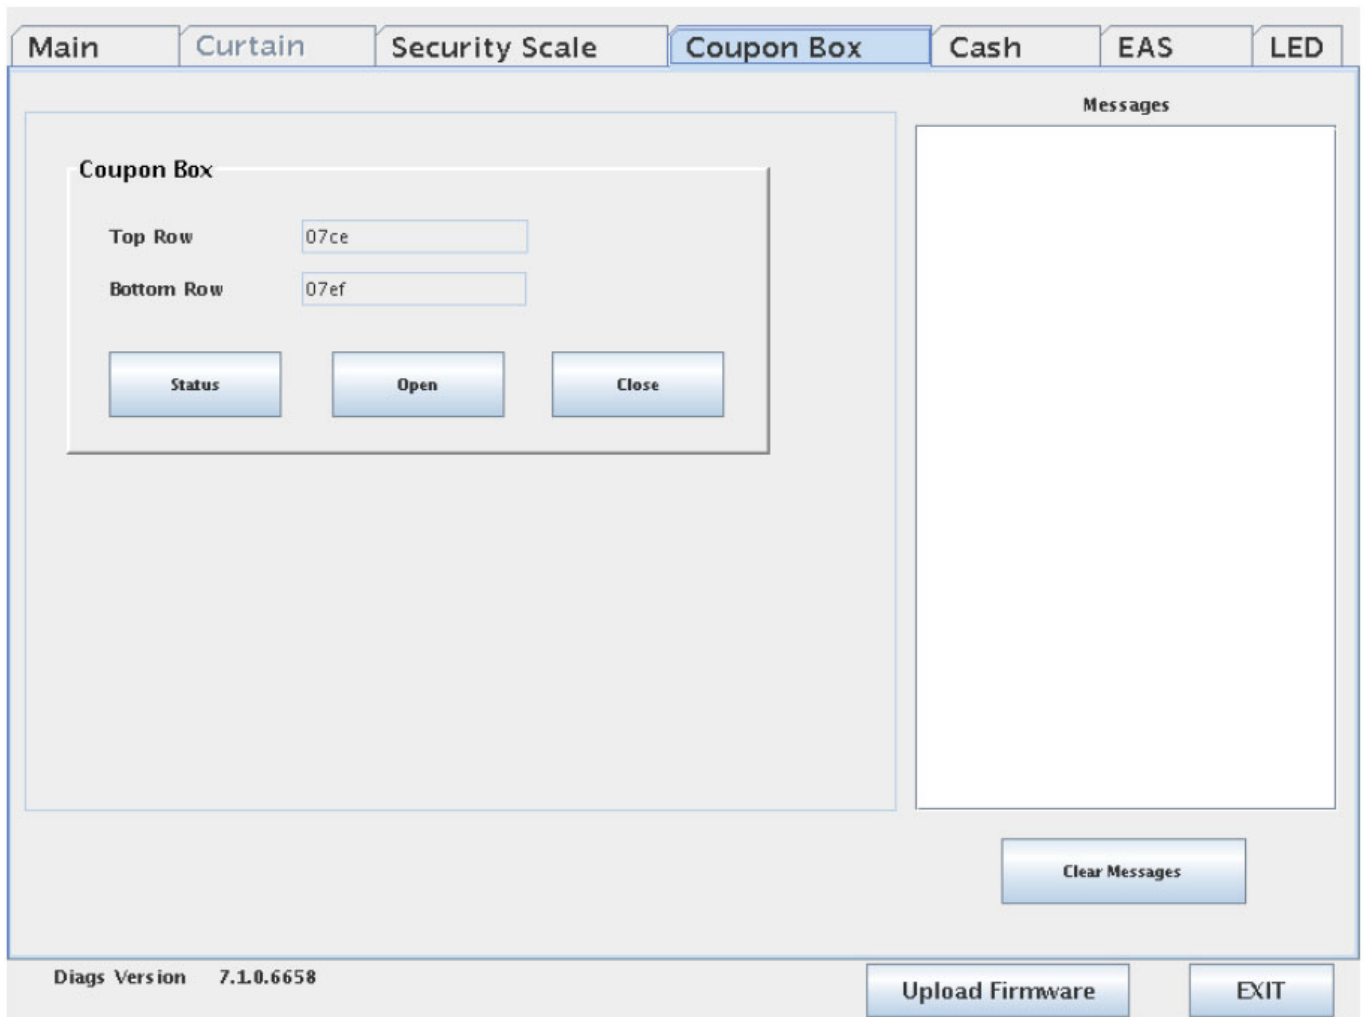 Main Curtain Security Scale Coupon Box Cash EAS LED
Messages
Coupon Box
Top Row 07ce
Bottom Row 07ef
Status Open Close
Clear Messages
Diags Version 7.1.0.6658
Upload Firmware EXIT